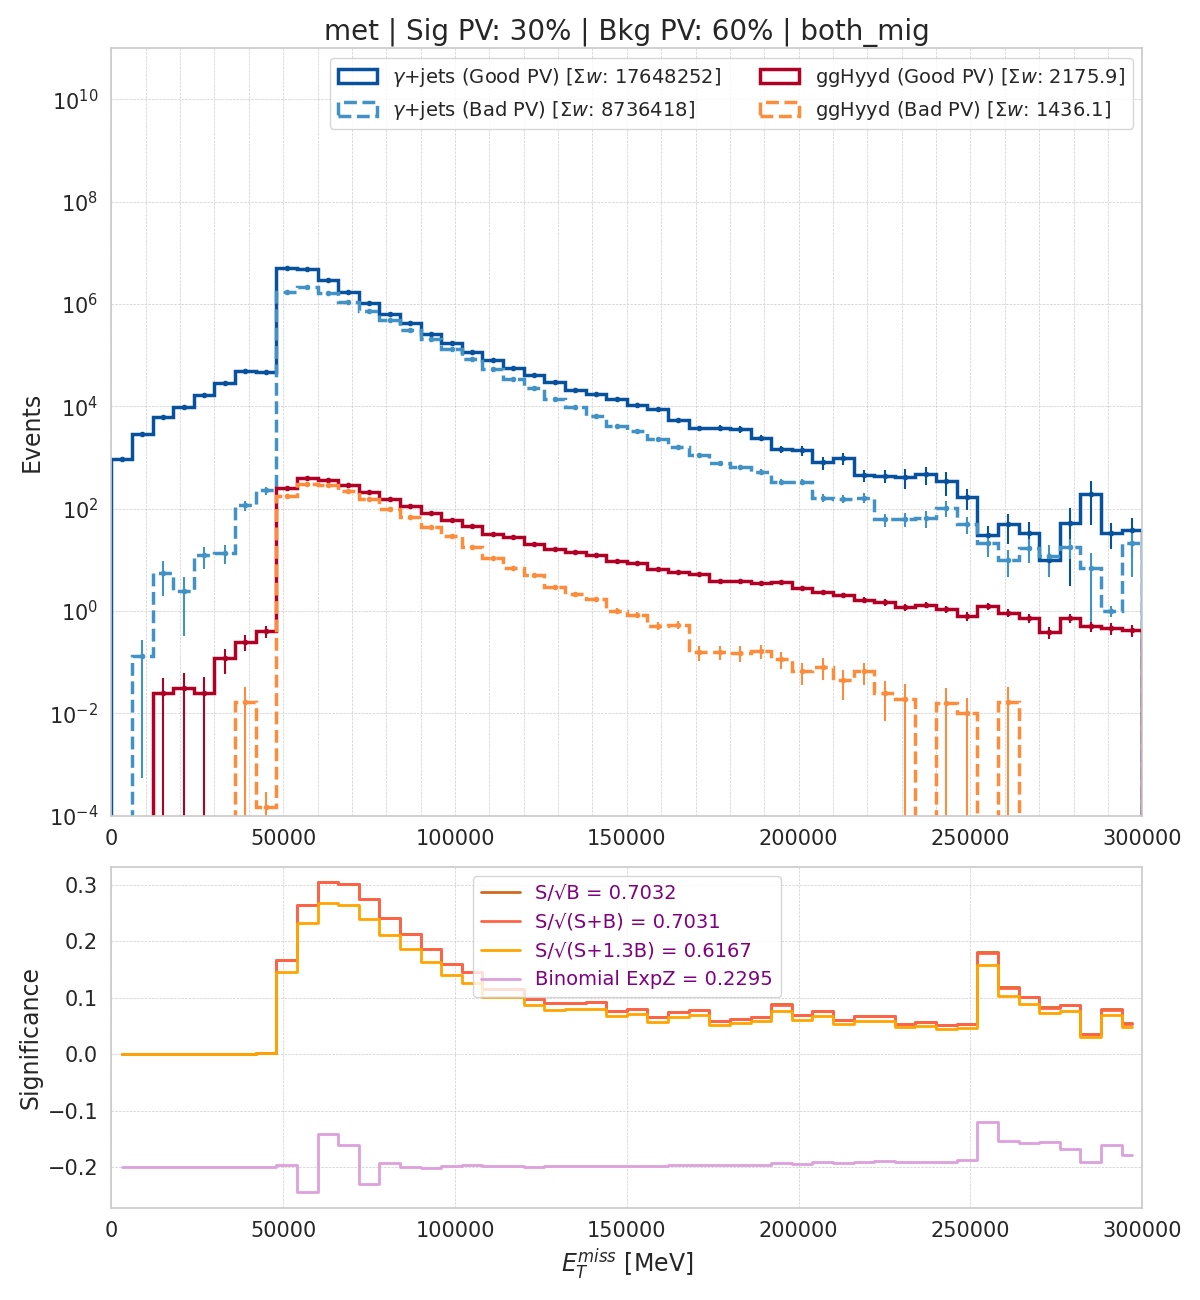 met | Sig PV: 30% | Bkg PV: 60% | both_mig
γ+jets (Good PV) [Σw: 17648252]
γ+jets (Bad PV) [Σw: 8736418]
ggHyyd (Good PV) [Σw: 2175.9]
ggHyyd (Bad PV) [Σw: 1436.1]
Events
10^10
10^8
10^6
10^4
10^2
10^0
10^−2
10^−4
0 50000 100000 150000 200000 250000 300000
S/√B = 0.7032
S/√(S+B) = 0.7031
S/√(S+1.3B) = 0.6167
Binomial ExpZ = 0.2295
Significance
0.3
0.2
0.1
0.0
−0.1
−0.2
0 50000 100000 150000 200000 250000 300000
E_T^miss [MeV]